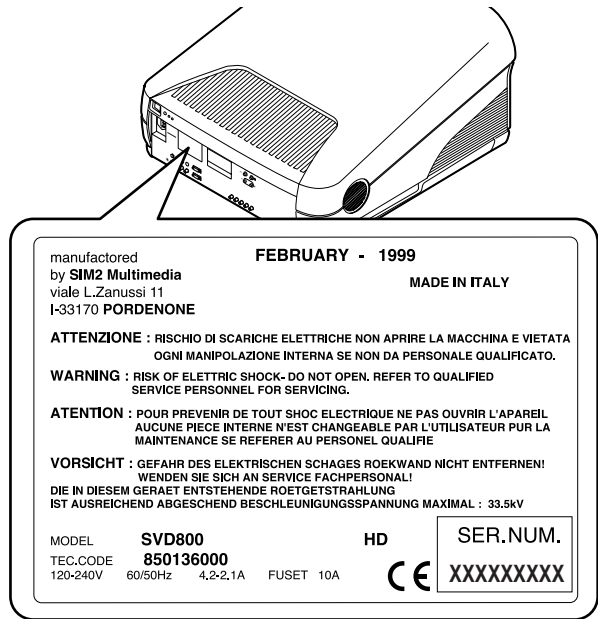 manufactored
by SIM2 Multimedia
viale L.Zanussi 11
I-33170 PORDENONE
FEBRUARY - 1999
MADE IN ITALY
ATTENZIONE : RISCHIO DI SCARICHE ELETTRICHE NON APRIRE LA MACCHINA E VIETATA
OGNI MANIPOLAZIONE INTERNA SE NON DA PERSONALE QUALIFICATO.
WARNING : RISK OF ELETTRIC SHOCK- DO NOT OPEN. REFER TO QUALIFIED
SERVICE PERSONNEL FOR SERVICING.
ATENTION : POUR PREVENIR DE TOUT SHOC ELECTRIQUE NE PAS OUVRIR L'APAREIL
AUCUNE PIECE INTERNE N'EST CHANGEABLE PAR L'UTILISATEUR PUR LA
MAINTENANCE SE REFERER AU PERSONEL QUALIFIE
VORSICHT : GEFAHR DES ELEKTRISCHEN SCHAGES ROEKWAND NICHT ENTFERNEN!
WENDEN SIE SICH AN SERVICE FACHPERSONAL!
DIE IN DIESEM GERAET ENTSTEHENDE ROETGETSTRAHLUNG
IST AUSREICHEND ABGESCHEND BESCHLEUNIGUNGSSPANNUNG MAXIMAL : 33.5kV
MODEL SVD800 HD
TEC.CODE 850136000
120-240V 60/50Hz 4.2-2.1A FUSET 10A
CE
SER.NUM.
XXXXXXXXX